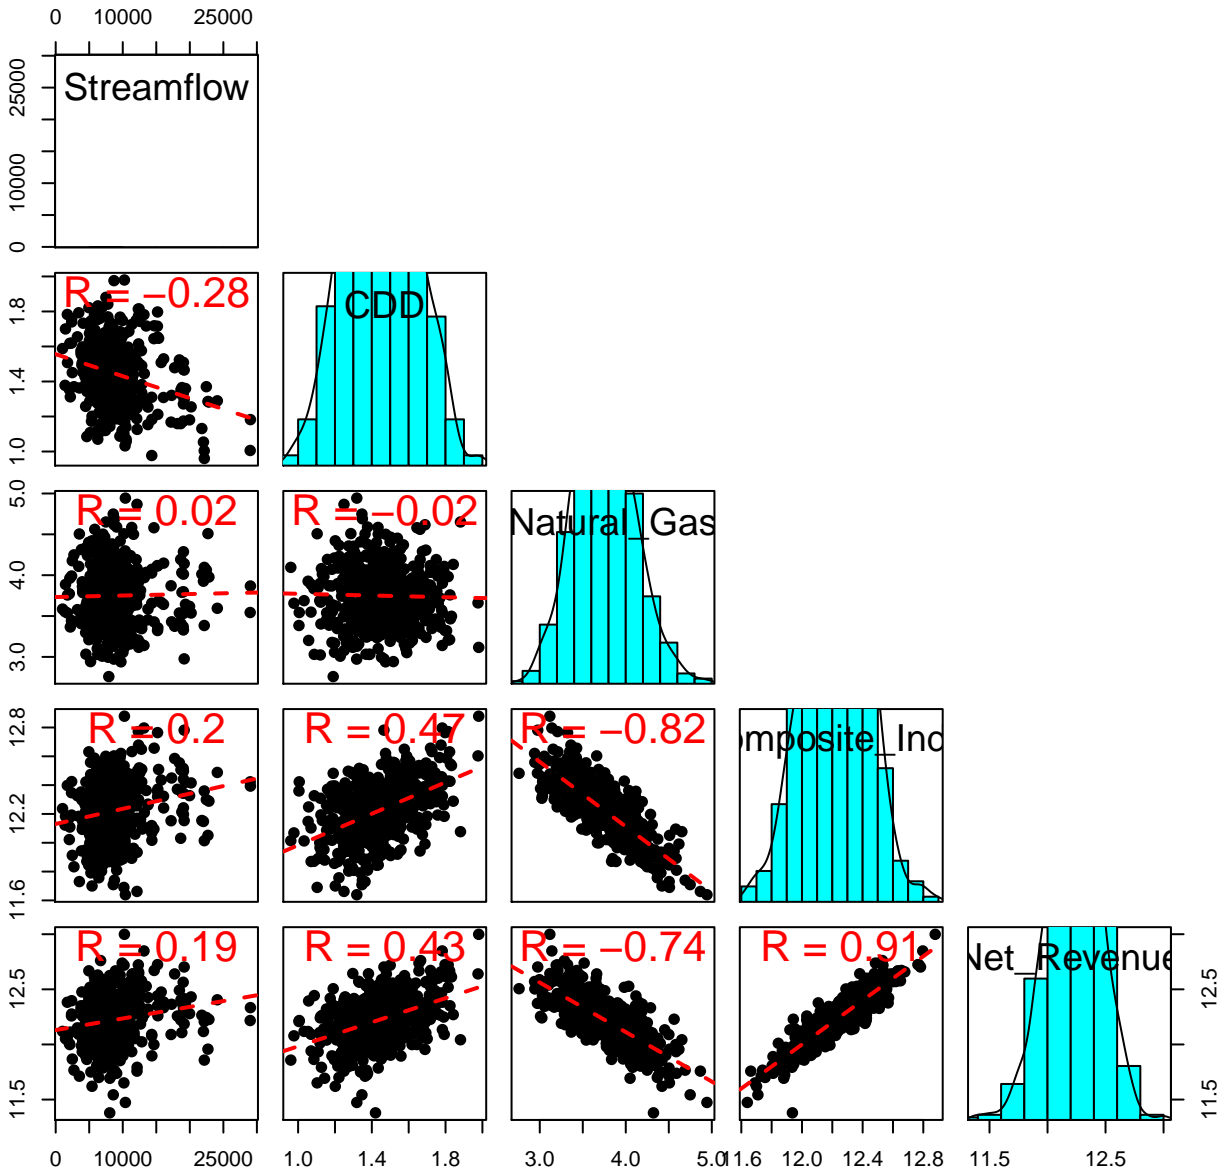 0 10000 25000
Streamflow
0 10000 25000
R = −0.28
CDD
1.0 1.4 1.8
R = 0.02
R = −0.02
Natural_Gas
3.0 4.0 5.0
R = 0.2
R = 0.47
R = −0.82
omposite_Ind
11.6 12.2 12.8
R = 0.19
R = 0.43
R = −0.74
R = 0.91
Net_Revenue
11.5 12.5
11.5 12.5
0 10000 25000
1.0 1.4 1.8
3.0 4.0 5.0
11.6 12.0 12.4 12.8
11.5 12.5